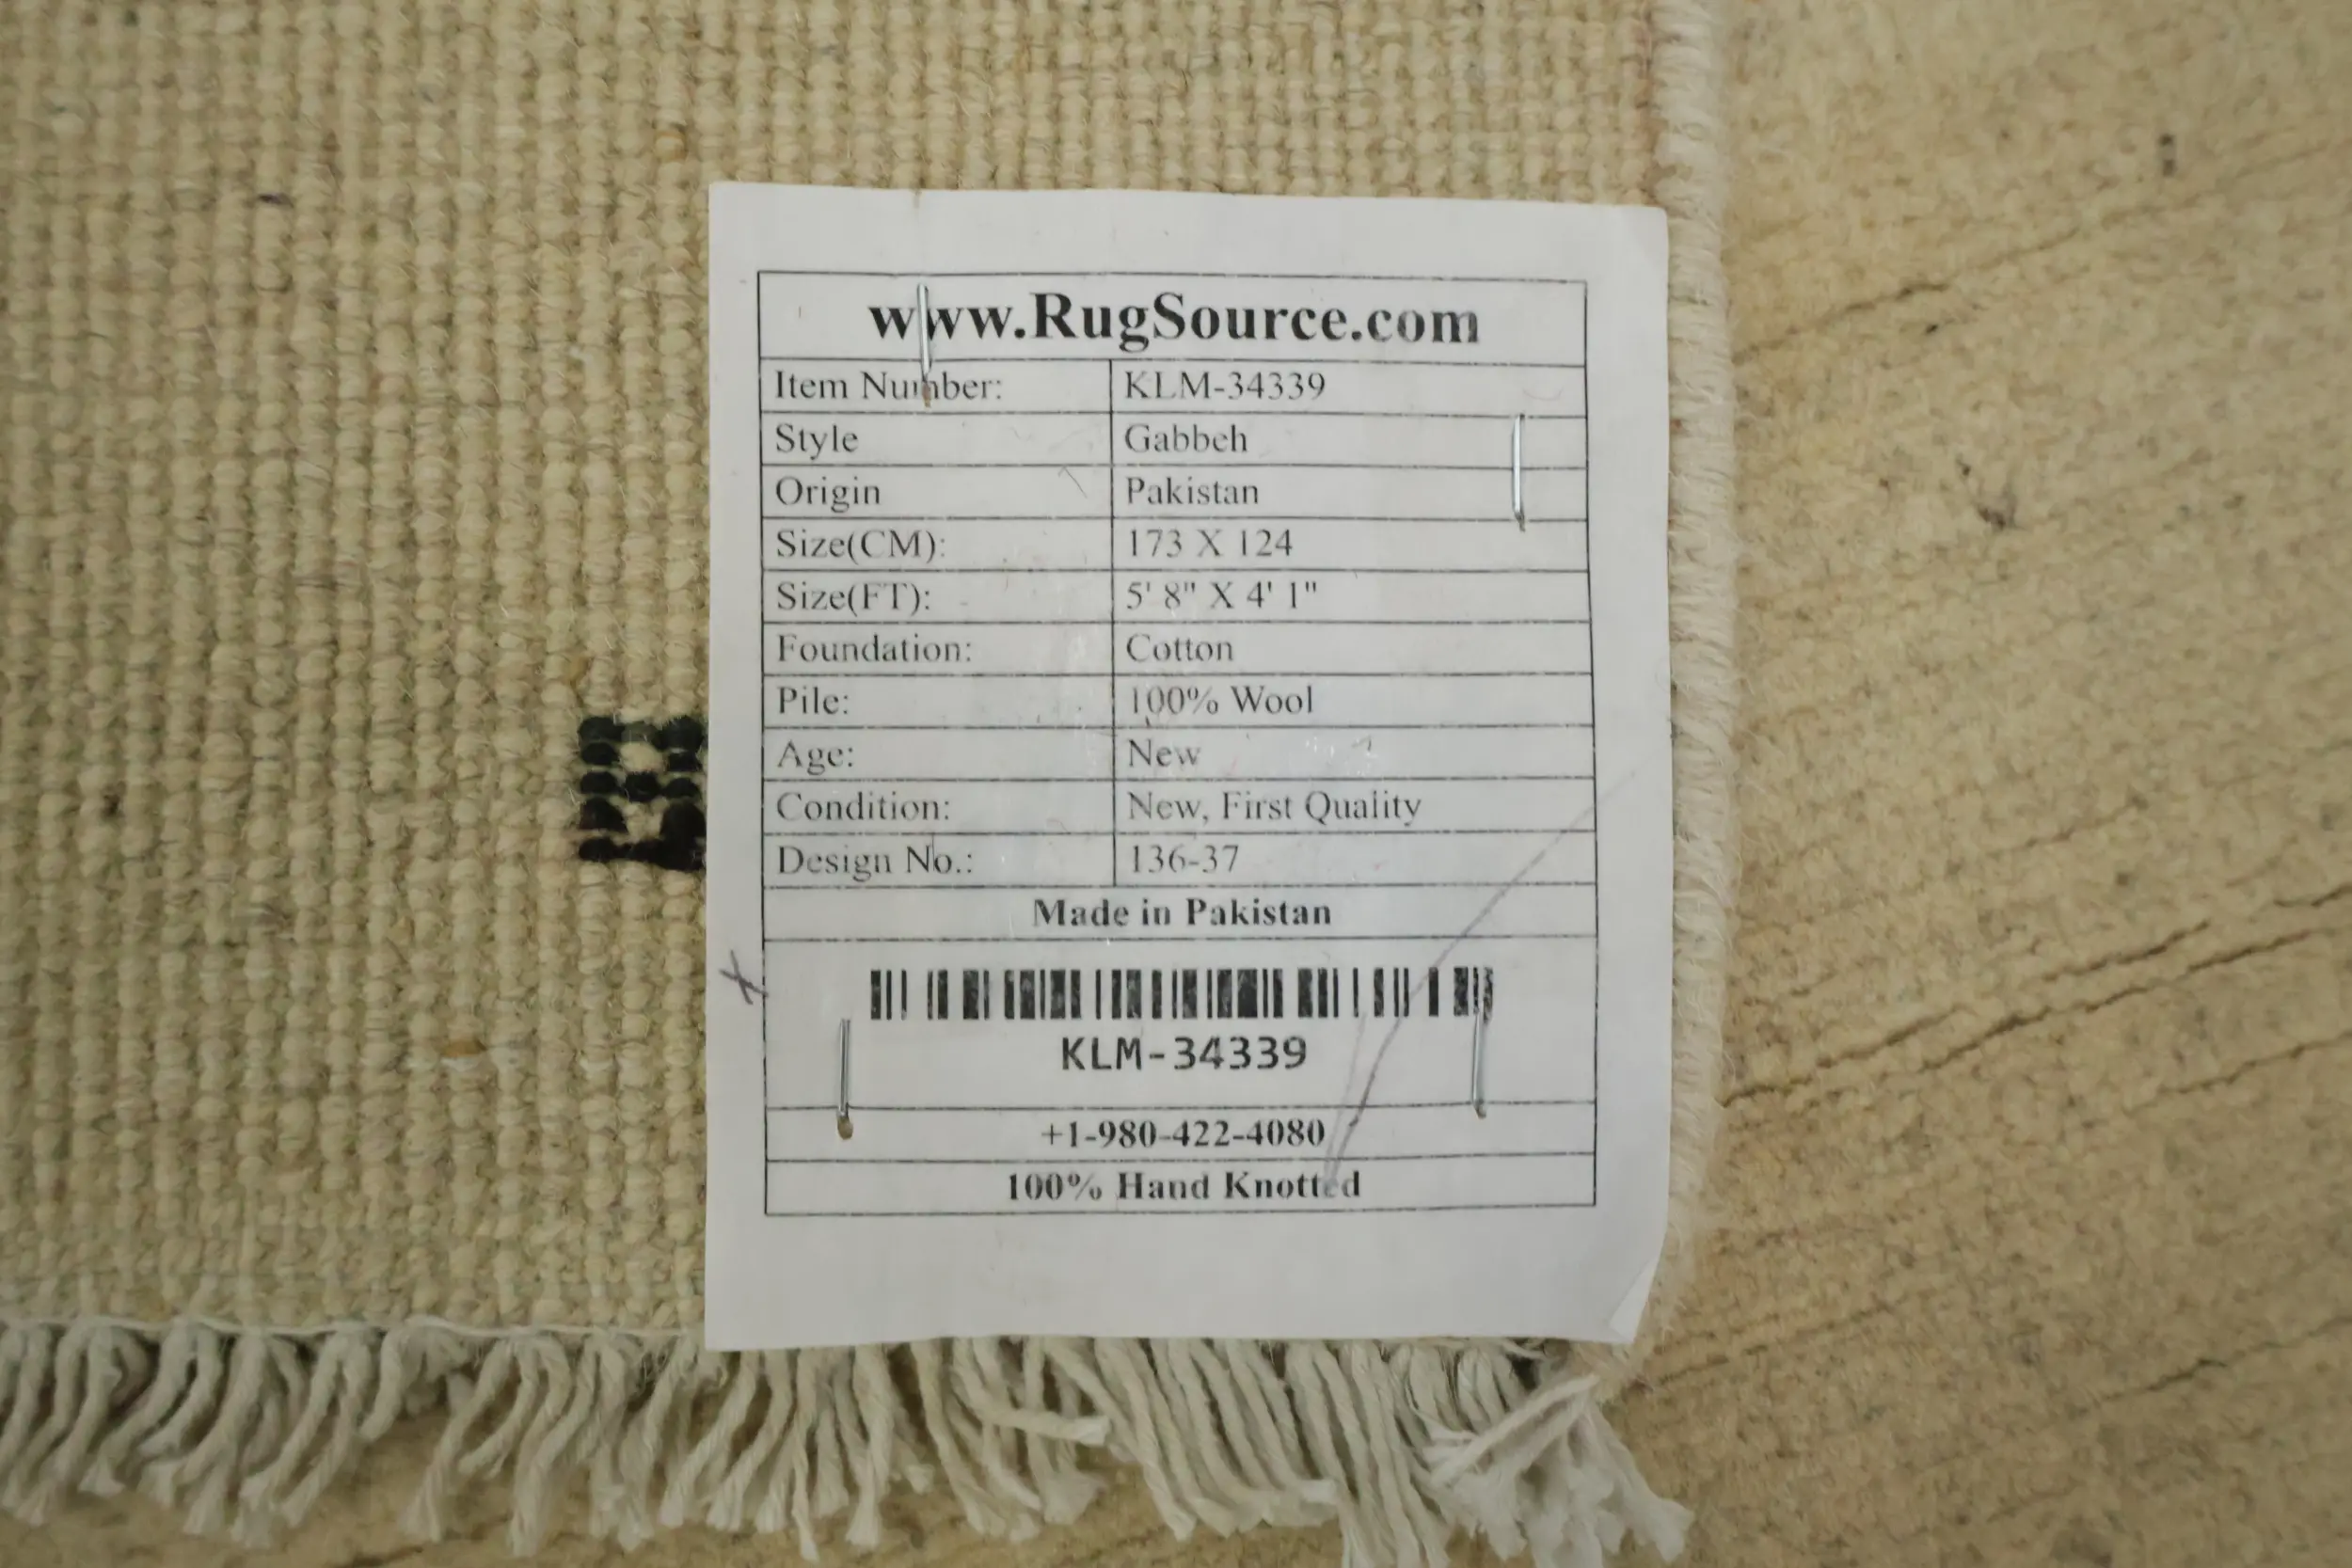 www.RugSource.com
Item Number: KLM-34339
Style Gabbeh
Origin Pakistan
Size(CM): 173 X 124
Size(FT): 5' 8" X 4' 1"
Foundation: Cotton
Pile: 100% Wool
Age: New
Condition: New, First Quality
Design No.: 136-37
Made in Pakistan
KLM-34339
+1-980-422-4080
100% Hand Knotted